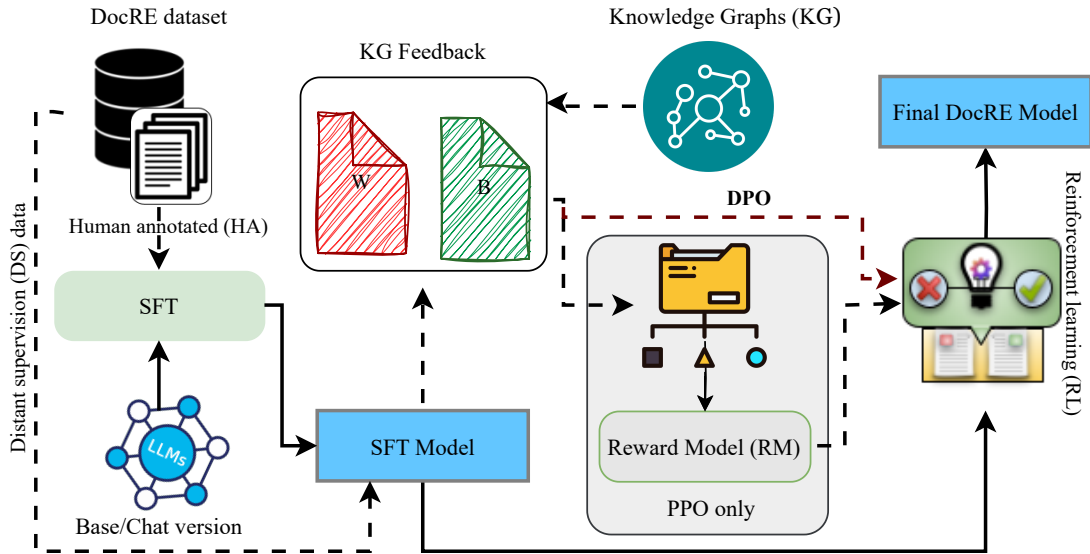 DocRE dataset
Knowledge Graphs (KG)
KG Feedback
Final DocRE Model
W
B
DPO
Human annotated (HA)
Distant supervision (DS) data
Reinforcement learning (RL)
SFT
LLMs
SFT Model
Reward Model (RM)
PPO only
Base/Chat version